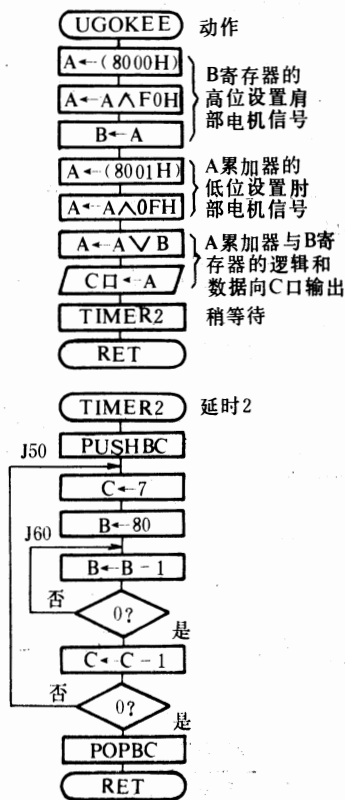 UGOKEE 动作
A←(8000H)
A←A∧F0H
B←A
B寄存器的
高位设置肩
部电机信号
A←(8001H)
A←A∧0FH
A累加器的
低位设置肘
部电机信号
A←A∨B
C口←A
A累加器与B寄
存器的逻辑和
数据向C口输出
TIMER2 稍等待
RET
TIMER2 延时2
PUSHBC
J50
C←7
B←80
J60
B←B-1
0?
否
是
C←C-1
0?
否
是
POPBC
RET